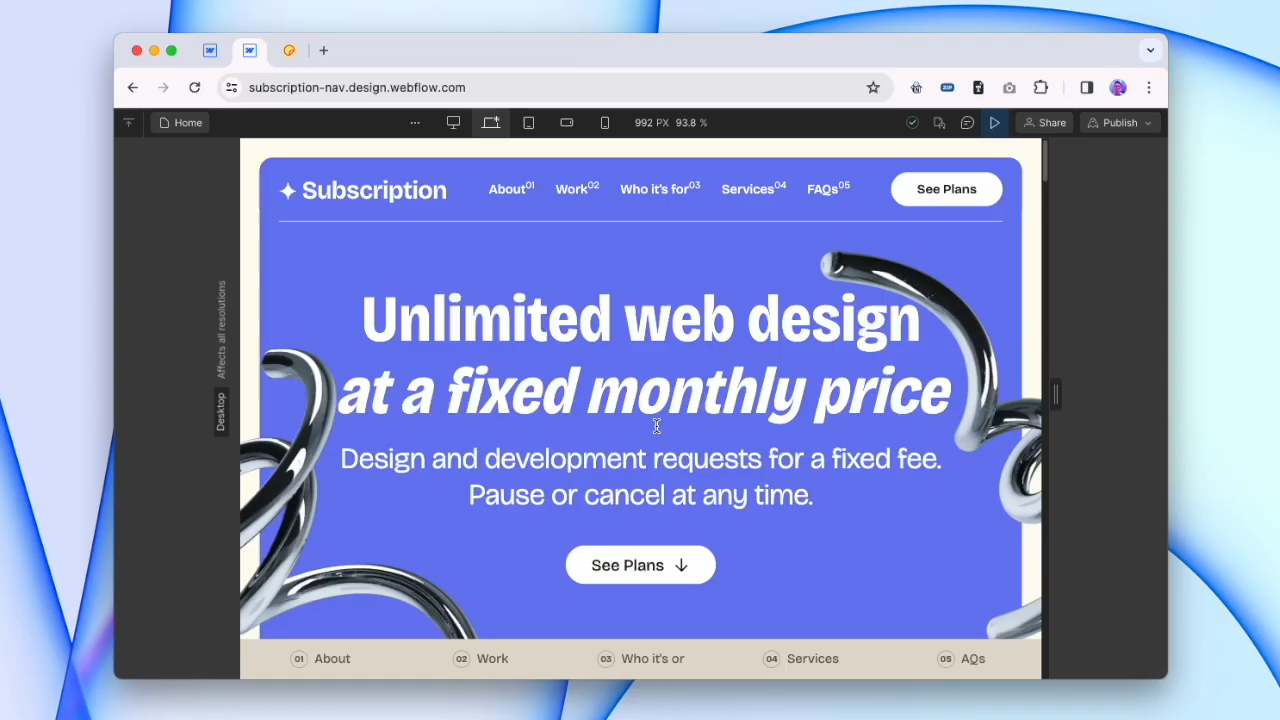 subscription-nav.design.webflow.com
Home
992 PX 93.8 %
Share
Publish
ZIP
Desktop Affects all resolutions
Subscription
About01
Work02
Who it's for03
Services04
FAQs05
See Plans
Unlimited web design
at a fixed monthly price
Design and development requests for a fixed fee.
Pause or cancel at any time.
See Plans
01 About
02 Work
03 Who it's or
04 Services
05 AQs